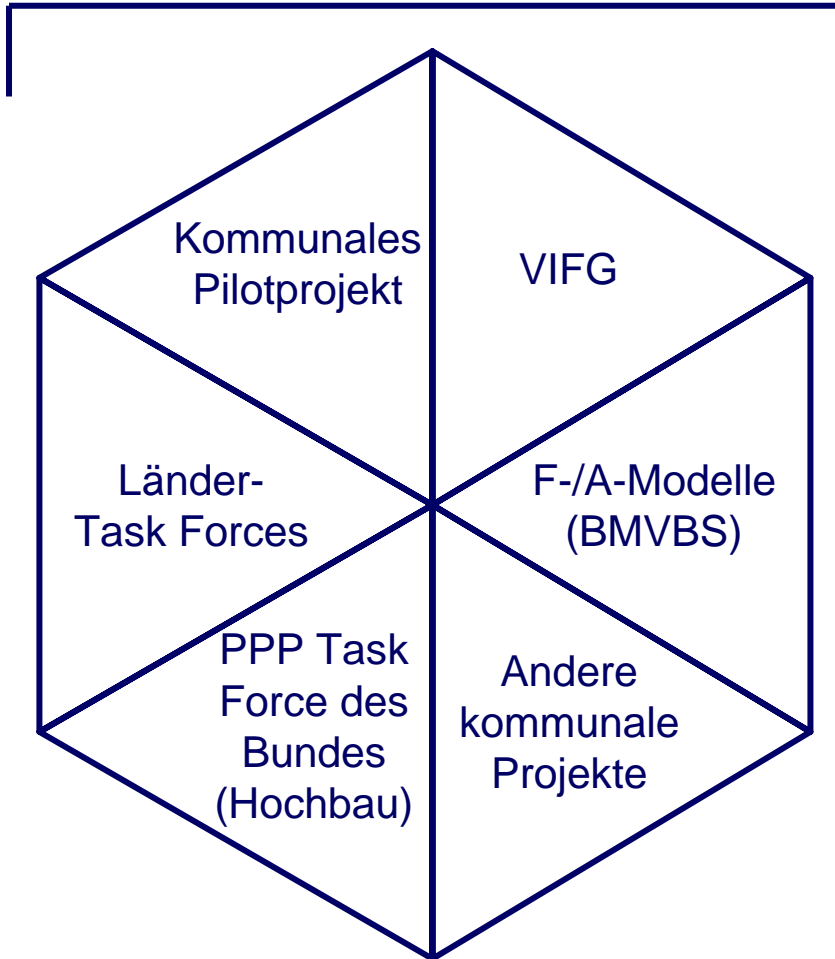 Kommunales
Pilotprojekt
VIFG
Länder-
Task Forces
F-/A-Modelle
(BMVBS)
PPP Task
Force des
Bundes
(Hochbau)
Andere
kommunale
Projekte